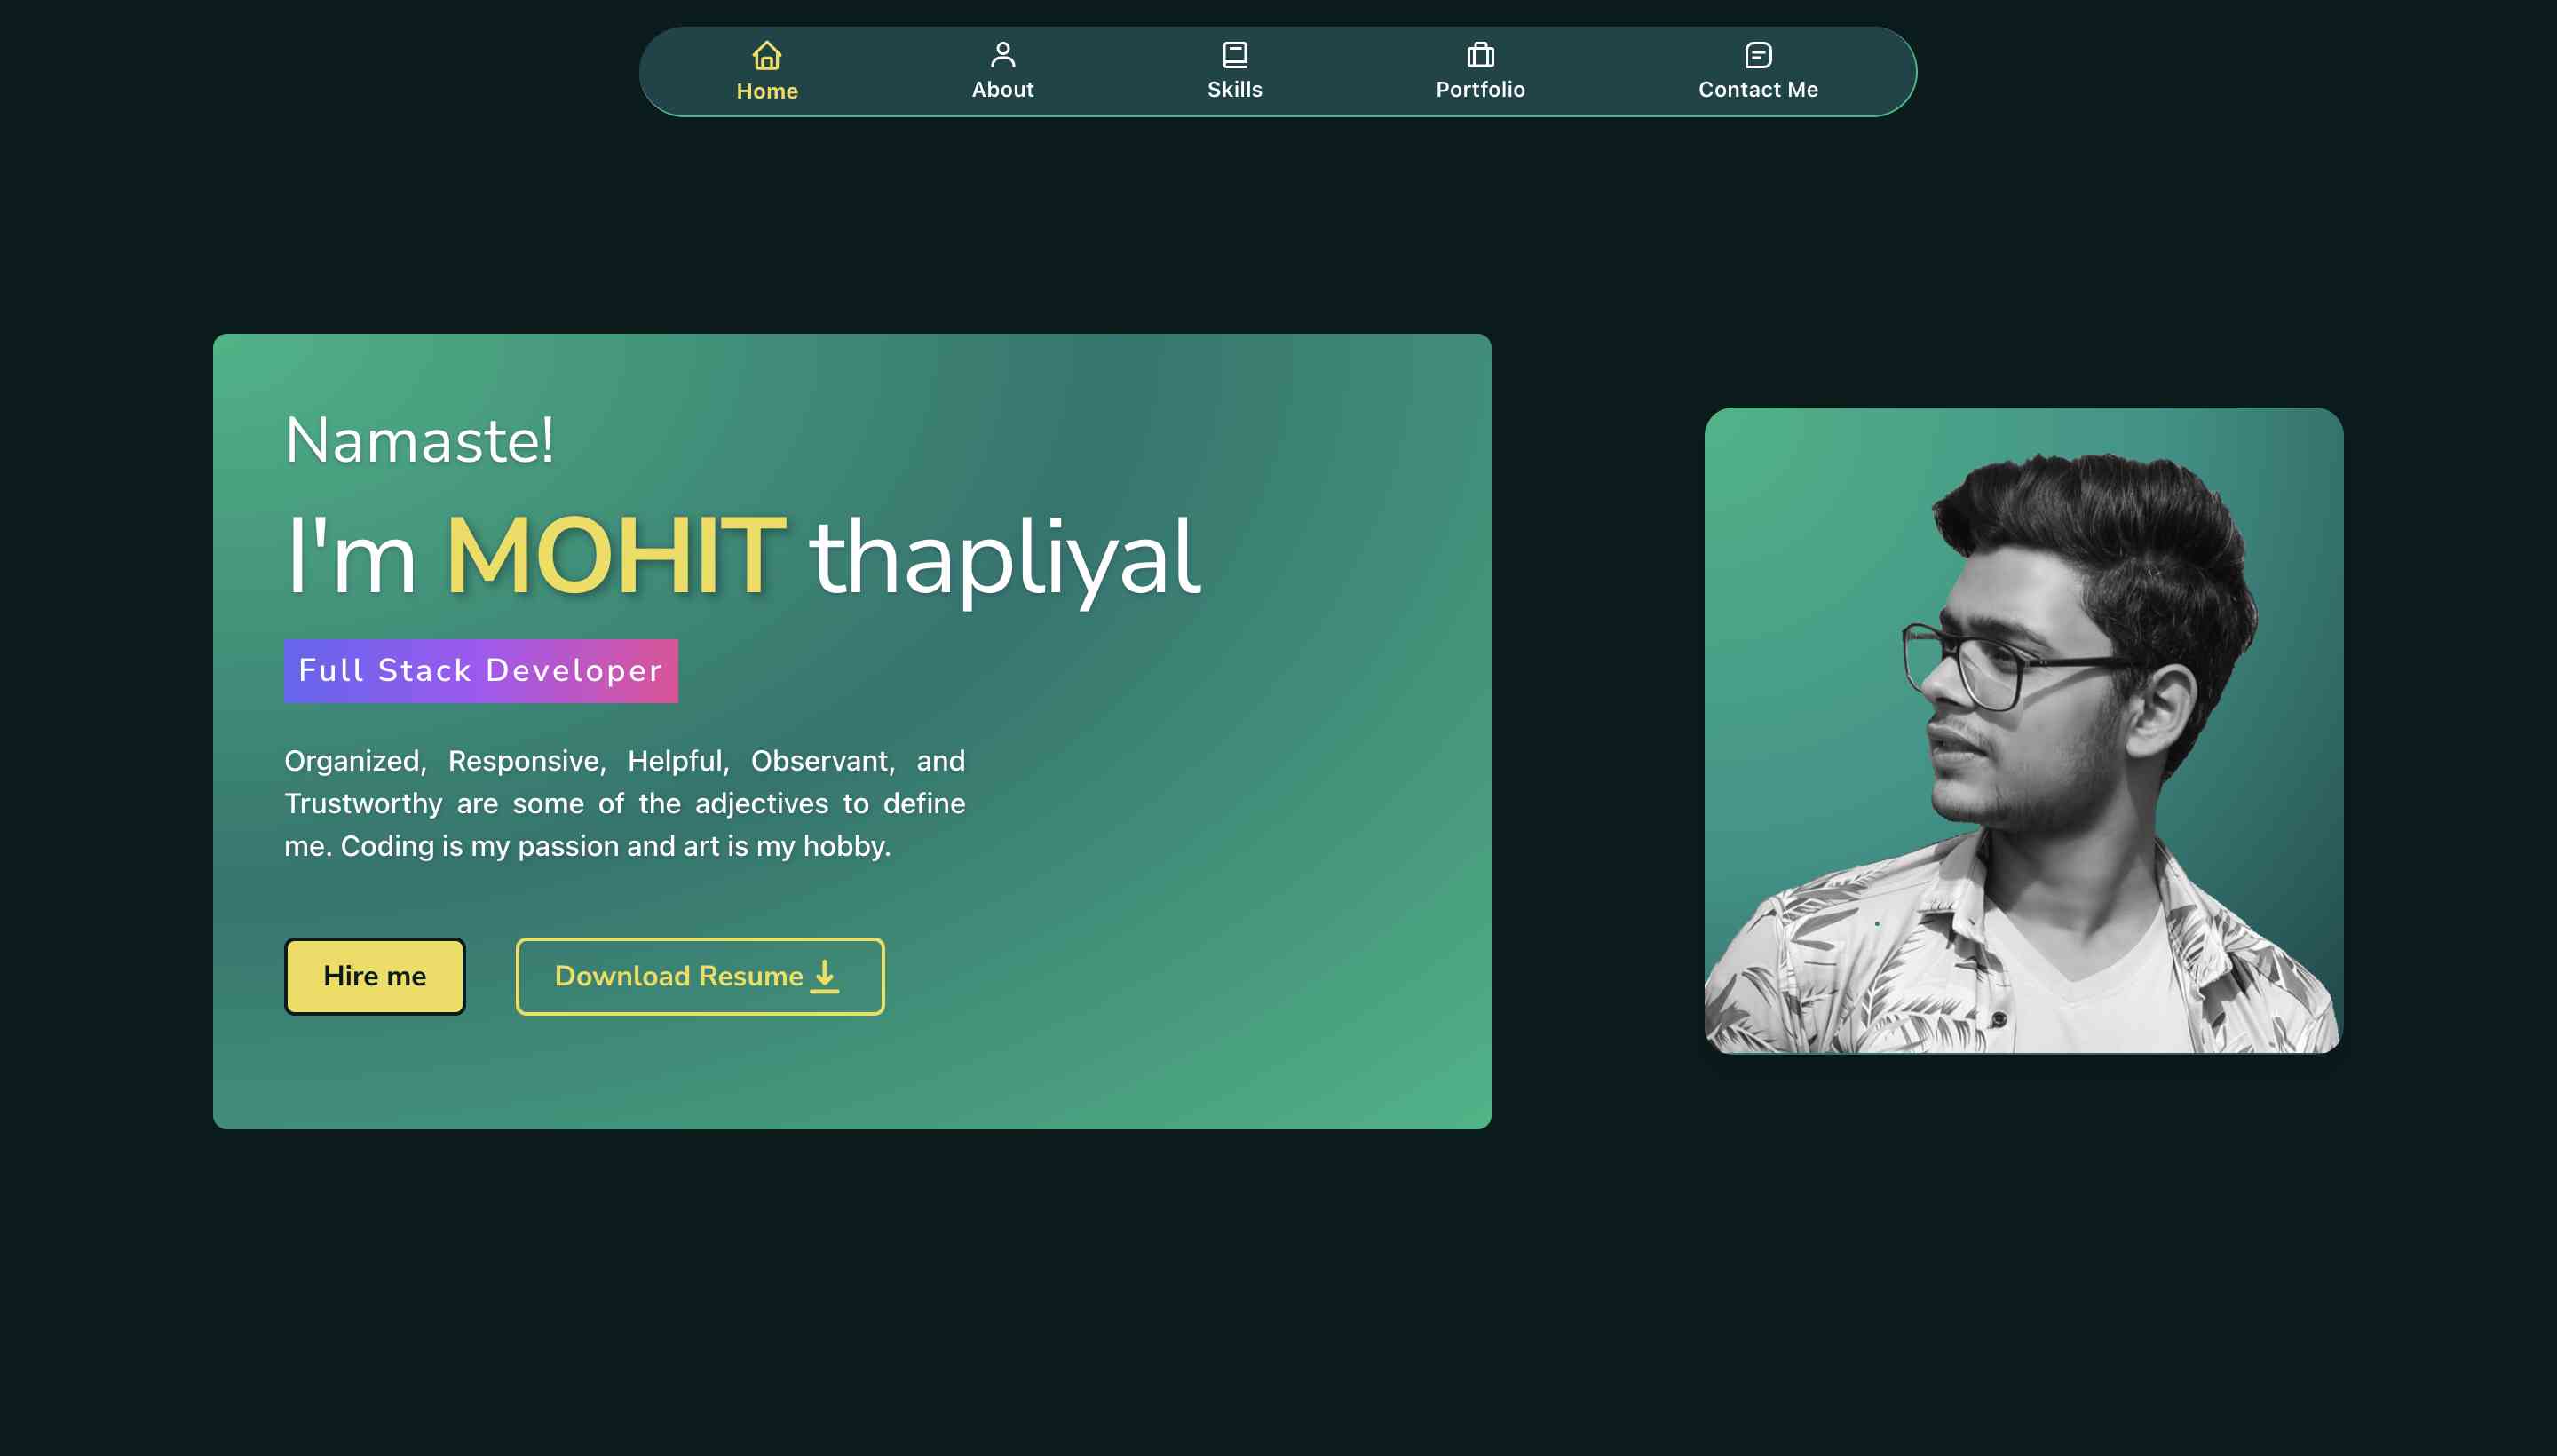 Home
About
Skills
Portfolio
Contact Me
Namaste!
I'm MOHIT thapliyal
Full Stack Developer
Organized, Responsive, Helpful, Observant, and
Trustworthy are some of the adjectives to define
me. Coding is my passion and art is my hobby.
Hire me
Download Resume